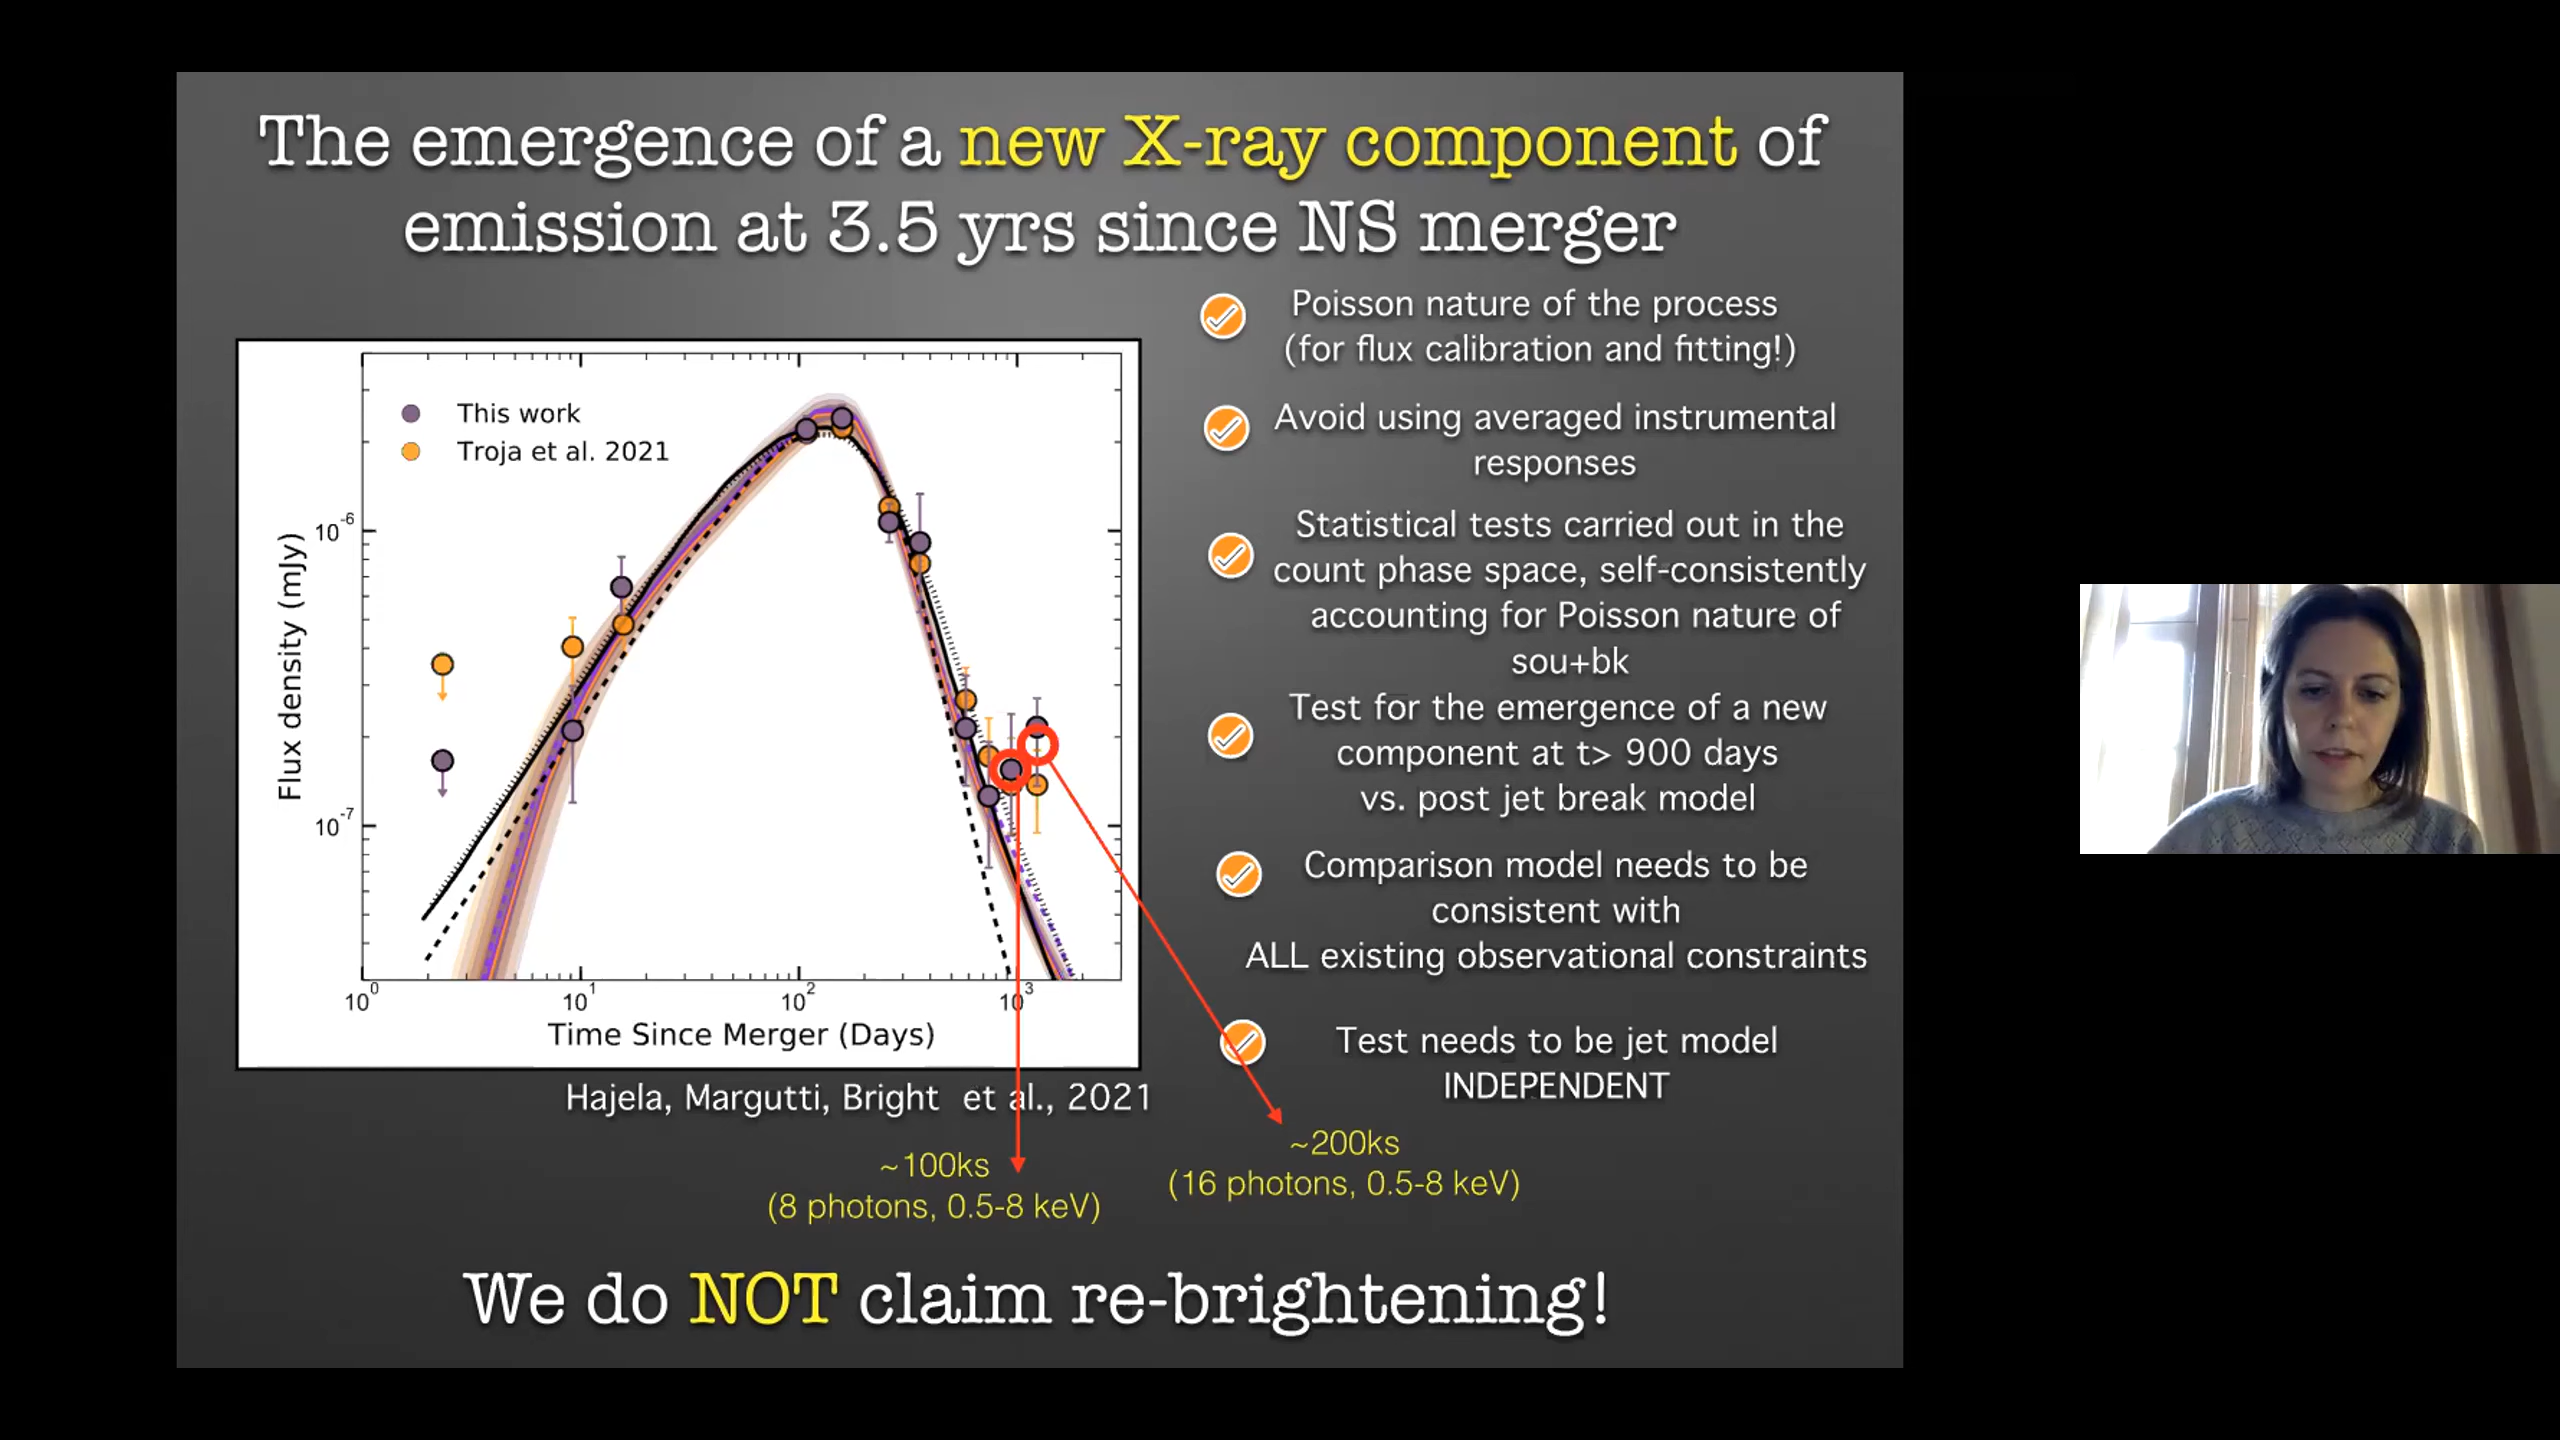 The emergence of a new X-ray component of
emission at 3.5 yrs since NS merger
This work
Troja et al. 2021
Flux density (mJy)
10-6
10-7
100
101
102
103
Time Since Merger (Days)
Hajela, Margutti, Bright et al., 2021
Poisson nature of the process
(for flux calibration and fitting!)
Avoid using averaged instrumental
responses
Statistical tests carried out in the
count phase space, self-consistently
accounting for Poisson nature of
sou+bk
Test for the emergence of a new
component at t> 900 days
vs. post jet break model
Comparison model needs to be
consistent with
ALL existing observational constraints
Test needs to be jet model
INDEPENDENT
~100ks
(8 photons, 0.5-8 keV)
~200ks
(16 photons, 0.5-8 keV)
We do NOT claim re-brightening!